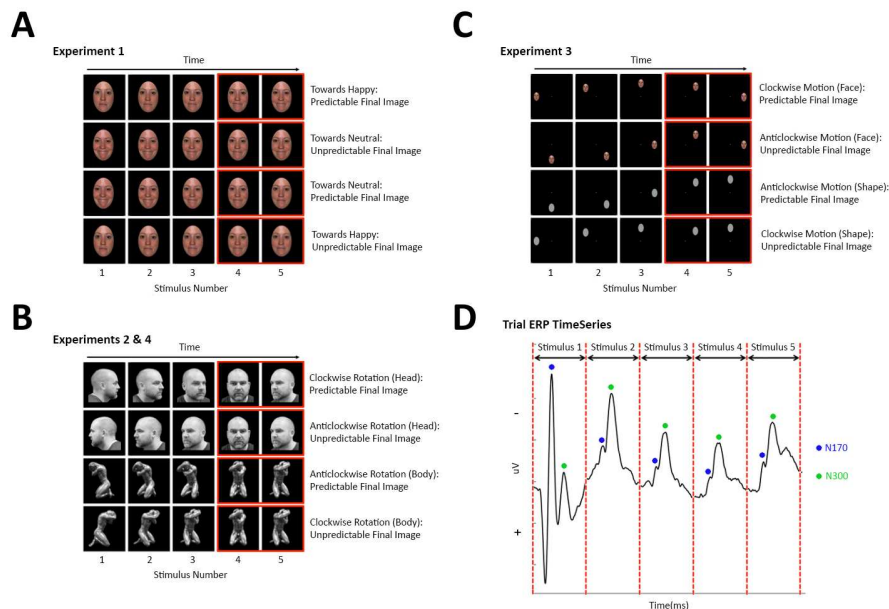 A
Experiment 1
Time
Towards Happy:
Predictable Final Image
Towards Neutral:
Unpredictable Final Image
Towards Neutral:
Predictable Final Image
Towards Happy:
Unpredictable Final Image
1 2 3 4 5
Stimulus Number
B
Experiments 2 & 4
Time
Clockwise Rotation (Head):
Predictable Final Image
Anticlockwise Rotation (Head):
Unpredictable Final Image
Anticlockwise Rotation (Body):
Predictable Final Image
Clockwise Rotation (Body):
Unpredictable Final Image
1 2 3 4 5
Stimulus Number
C
Experiment 3
Time
Clockwise Motion (Face):
Predictable Final Image
Anticlockwise Motion (Face):
Unpredictable Final Image
Anticlockwise Motion (Shape):
Predictable Final Image
Clockwise Motion (Shape):
Unpredictable Final Image
1 2 3 4 5
Stimulus Number
D
Trial ERP TimeSeries
Stimulus 1 Stimulus 2 Stimulus 3 Stimulus 4 Stimulus 5
-
uV
+
N170
N300
Time(ms)